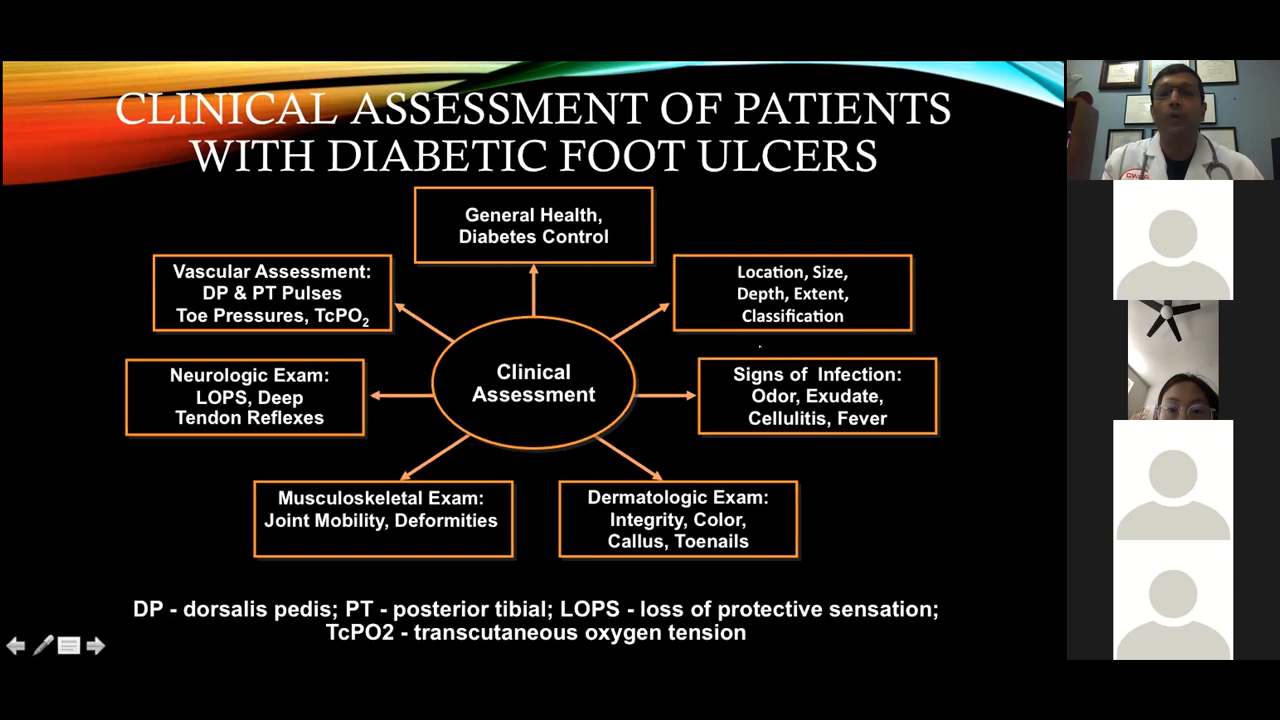 CLINICAL ASSESSMENT OF PATIENTS
WITH DIABETIC FOOT ULCERS
General Health,
Diabetes Control
Vascular Assessment:
DP & PT Pulses
Toe Pressures, TcPO2
Location, Size,
Depth, Extent,
Classification
Clinical
Assessment
Neurologic Exam:
LOPS, Deep
Tendon Reflexes
Signs of Infection:
Odor, Exudate,
Cellulitis, Fever
Musculoskeletal Exam:
Joint Mobility, Deformities
Dermatologic Exam:
Integrity, Color,
Callus, Toenails
DP - dorsalis pedis; PT - posterior tibial; LOPS - loss of protective sensation;
TcPO2 - transcutaneous oxygen tension